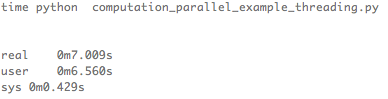 time python  computation_parallel_example_threading.py
real    0m7.009s
user    0m6.560s
sys 0m0.429s